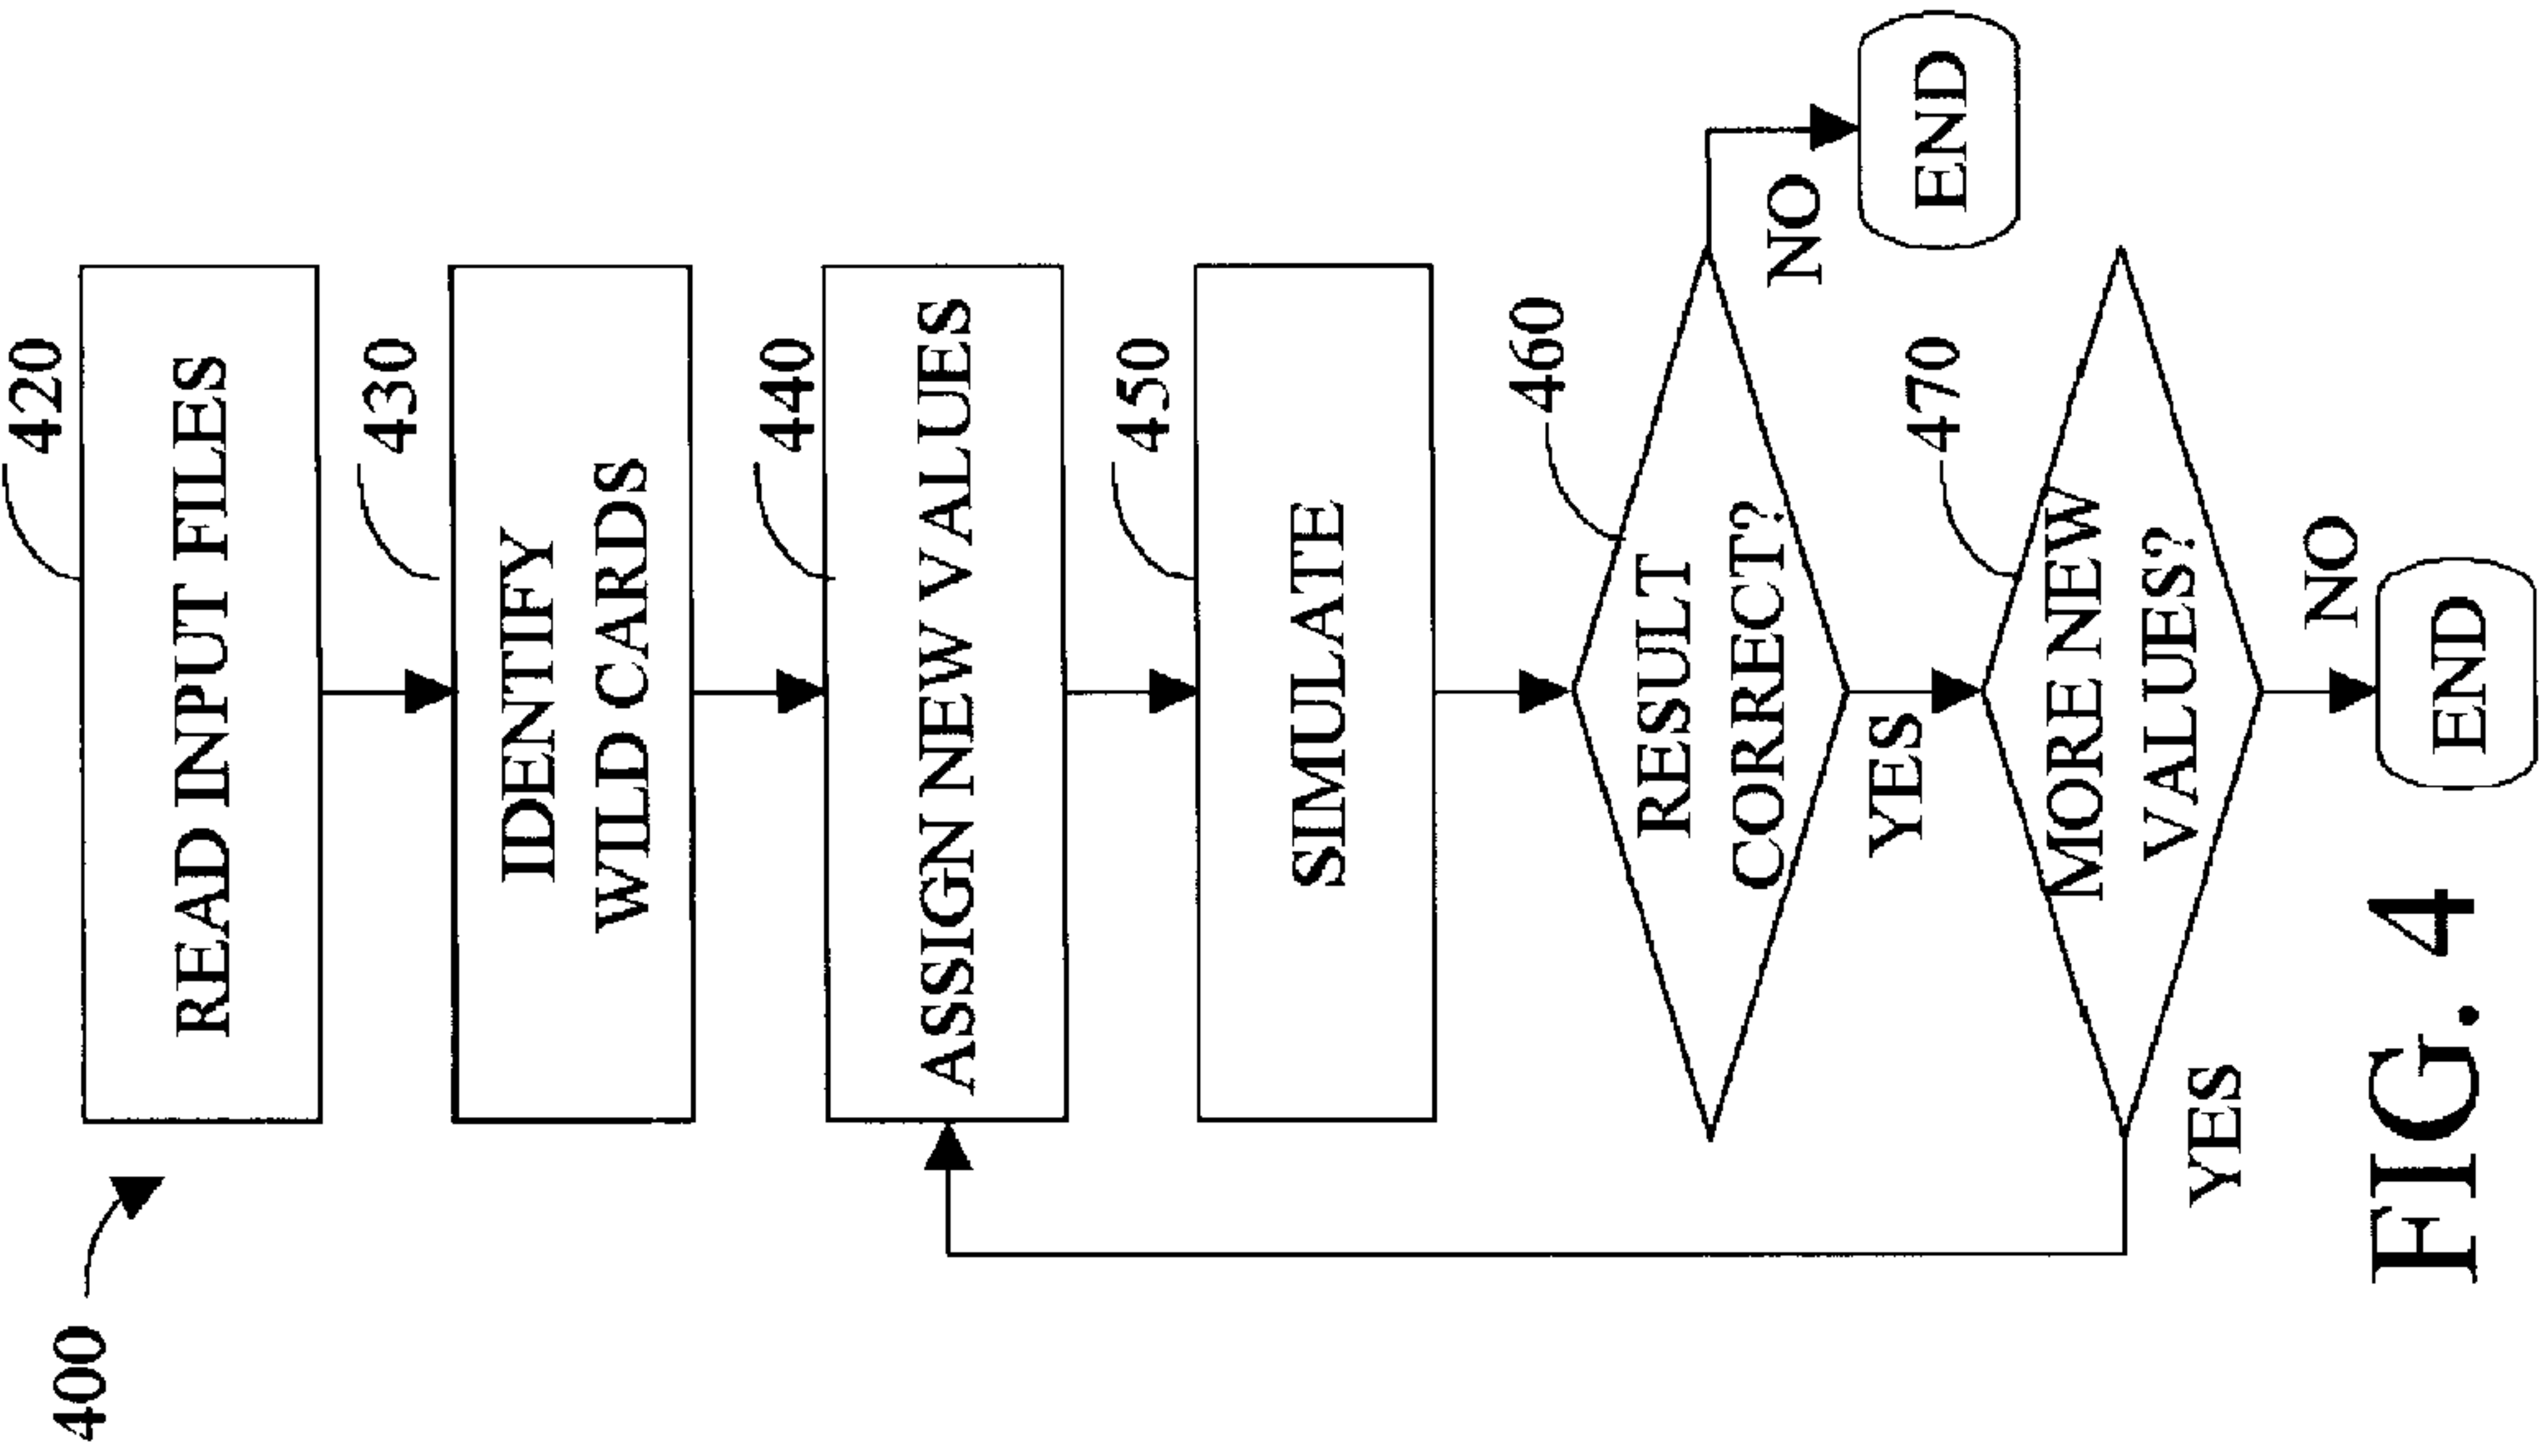 400
420
READ INPUT FILES
430
IDENTIFY
WILD CARDS
440
ASSIGN NEW VALUES
450
SIMULATE
460
RESULT
CORRECT?
NO
END
YES
470
MORE NEW
VALUES?
YES
NO
END
FIG. 4